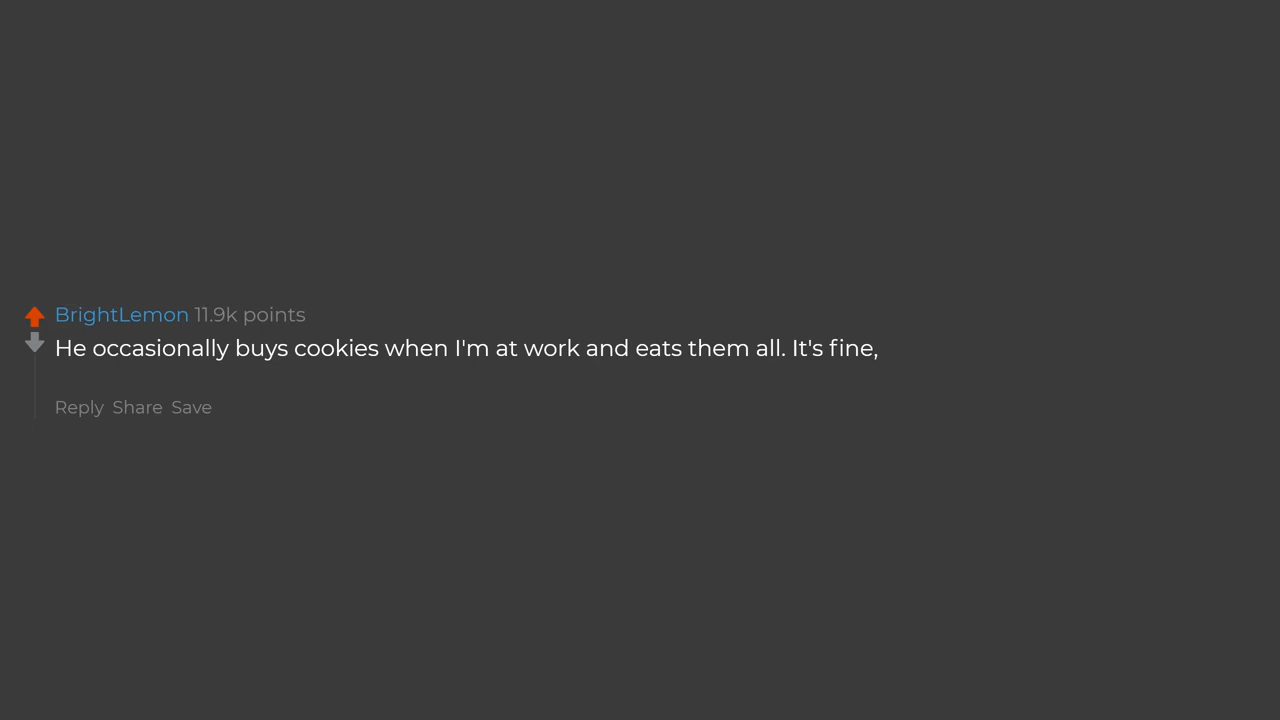 BrightLemon 11.9k points
He occasionally buys cookies when I'm at work and eats them all. It's fine,
Reply Share Save